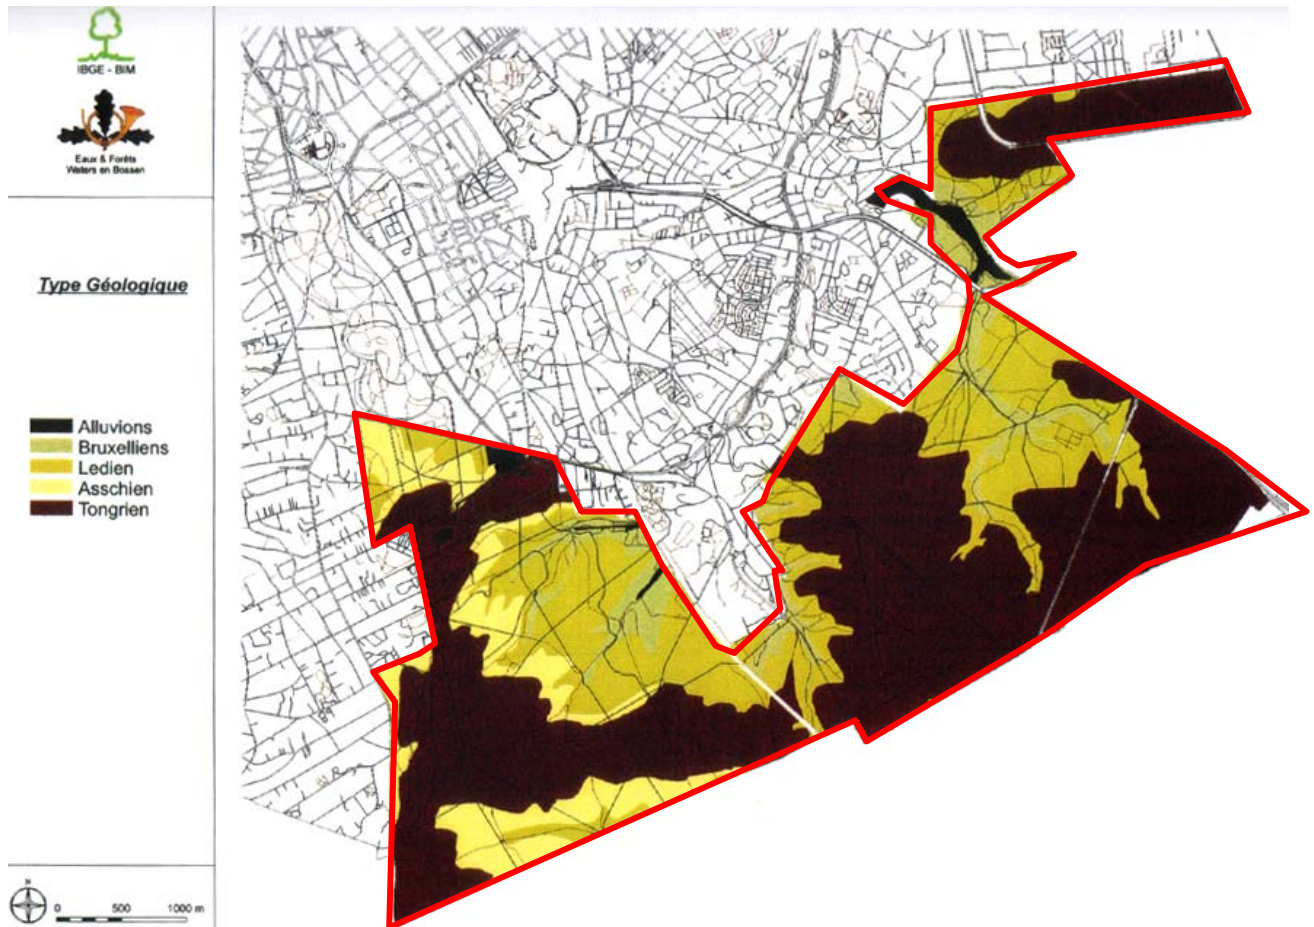 IBGE - BIM
Eaux & Forêts
Waters en Bossen
Type Géologique
Alluvions
Bruxelliens
Ledien
Asschien
Tongrien
N
0 500 1000 m